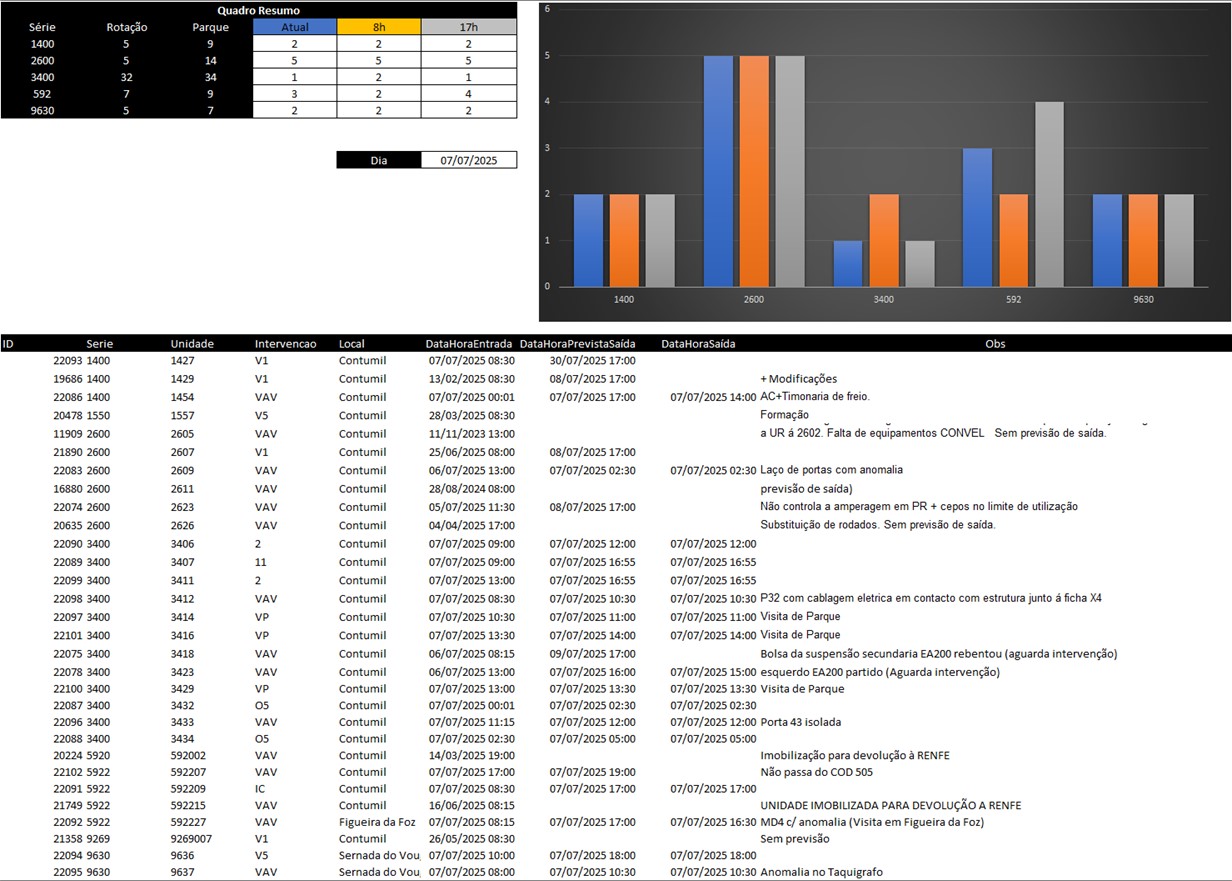 Quadro Resumo
Série Rotação Parque Atual 8h 17h
1400 5 9 2 2 2
2600 5 14 5 5 5
3400 32 34 1 2 1
592 7 9 3 2 4
9630 5 7 2 2 2
Dia 07/07/2025
6
5
4
3
2
1
0
1400 2600 3400 592 9630
ID Serie Unidade Intervencao Local DataHoraEntrada DataHoraPrevistaSaída DataHoraSaída Obs
22093 1400 1427 V1 Contumil 07/07/2025 08:30 30/07/2025 17:00
19686 1400 1429 V1 Contumil 13/02/2025 08:30 08/07/2025 17:00 + Modificações
22086 1400 1454 VAV Contumil 07/07/2025 00:01 07/07/2025 17:00 07/07/2025 14:00 AC+Timonaria de freio.
20478 1550 1557 V5 Contumil 28/03/2025 08:30 Formação
11909 2600 2605 VAV Contumil 11/11/2023 13:00 a UR á 2602. Falta de equipamentos CONVEL Sem previsão de saída.
21890 2600 2607 V1 Contumil 25/06/2025 08:00 08/07/2025 17:00
22083 2600 2609 VAV Contumil 06/07/2025 13:00 07/07/2025 02:30 07/07/2025 02:30 Laço de portas com anomalia
16880 2600 2611 VAV Contumil 28/08/2024 08:00 previsão de saída)
22074 2600 2623 VAV Contumil 05/07/2025 11:30 08/07/2025 17:00 Não controla a amperagem em PR + cepos no limite de utilização
20635 2600 2626 VAV Contumil 04/04/2025 17:00 Substituição de rodados. Sem previsão de saída.
22090 3400 3406 2 Contumil 07/07/2025 09:00 07/07/2025 12:00 07/07/2025 12:00
22089 3400 3407 11 Contumil 07/07/2025 09:00 07/07/2025 16:55 07/07/2025 16:55
22099 3400 3411 2 Contumil 07/07/2025 13:00 07/07/2025 16:55 07/07/2025 16:55
22098 3400 3412 VAV Contumil 07/07/2025 08:30 07/07/2025 10:30 07/07/2025 10:30 P32 com cablagem eletrica em contacto com estrutura junto á ficha X4
22097 3400 3414 VP Contumil 07/07/2025 10:30 07/07/2025 11:00 07/07/2025 11:00 Visita de Parque
22101 3400 3416 VP Contumil 07/07/2025 13:30 07/07/2025 14:00 07/07/2025 14:00 Visita de Parque
22075 3400 3418 VAV Contumil 06/07/2025 08:15 09/07/2025 17:00 Bolsa da suspensão secundaria EA200 rebentou (aguarda intervenção)
22078 3400 3423 VAV Contumil 06/07/2025 13:00 07/07/2025 16:00 07/07/2025 15:00 esquerdo EA200 partido (Aguarda intervenção)
22100 3400 3429 VP Contumil 07/07/2025 13:00 07/07/2025 13:30 07/07/2025 13:30 Visita de Parque
22087 3400 3432 O5 Contumil 07/07/2025 00:01 07/07/2025 02:30 07/07/2025 02:30
22096 3400 3433 VAV Contumil 07/07/2025 11:15 07/07/2025 12:00 07/07/2025 12:00 Porta 43 isolada
22088 3400 3434 O5 Contumil 07/07/2025 02:30 07/07/2025 05:00 07/07/2025 05:00
20224 5920 592002 VAV Contumil 14/03/2025 19:00 Imobilização para devolução à RENFE
22102 5922 592207 VAV Contumil 07/07/2025 17:00 07/07/2025 19:00 Não passa do COD 505
22091 5922 592209 IC Contumil 07/07/2025 08:30 07/07/2025 17:00 07/07/2025 17:00
21749 5922 592215 VAV Contumil 16/06/2025 08:15 UNIDADE IMOBILIZADA PARA DEVOLUÇÃO A RENFE
22092 5922 592227 VAV Figueira da Foz 07/07/2025 08:15 07/07/2025 17:00 07/07/2025 16:30 MD4 c/ anomalia (Visita em Figueira da Foz)
21358 9269 9269007 V1 Contumil 26/05/2025 08:30 Sem previsão
22094 9630 9636 V5 Sernada do Vou 07/07/2025 10:00 07/07/2025 18:00 07/07/2025 18:00
22095 9630 9637 VAV Sernada do Vou 07/07/2025 08:00 07/07/2025 10:30 07/07/2025 10:30 Anomalia no Taquigrafo